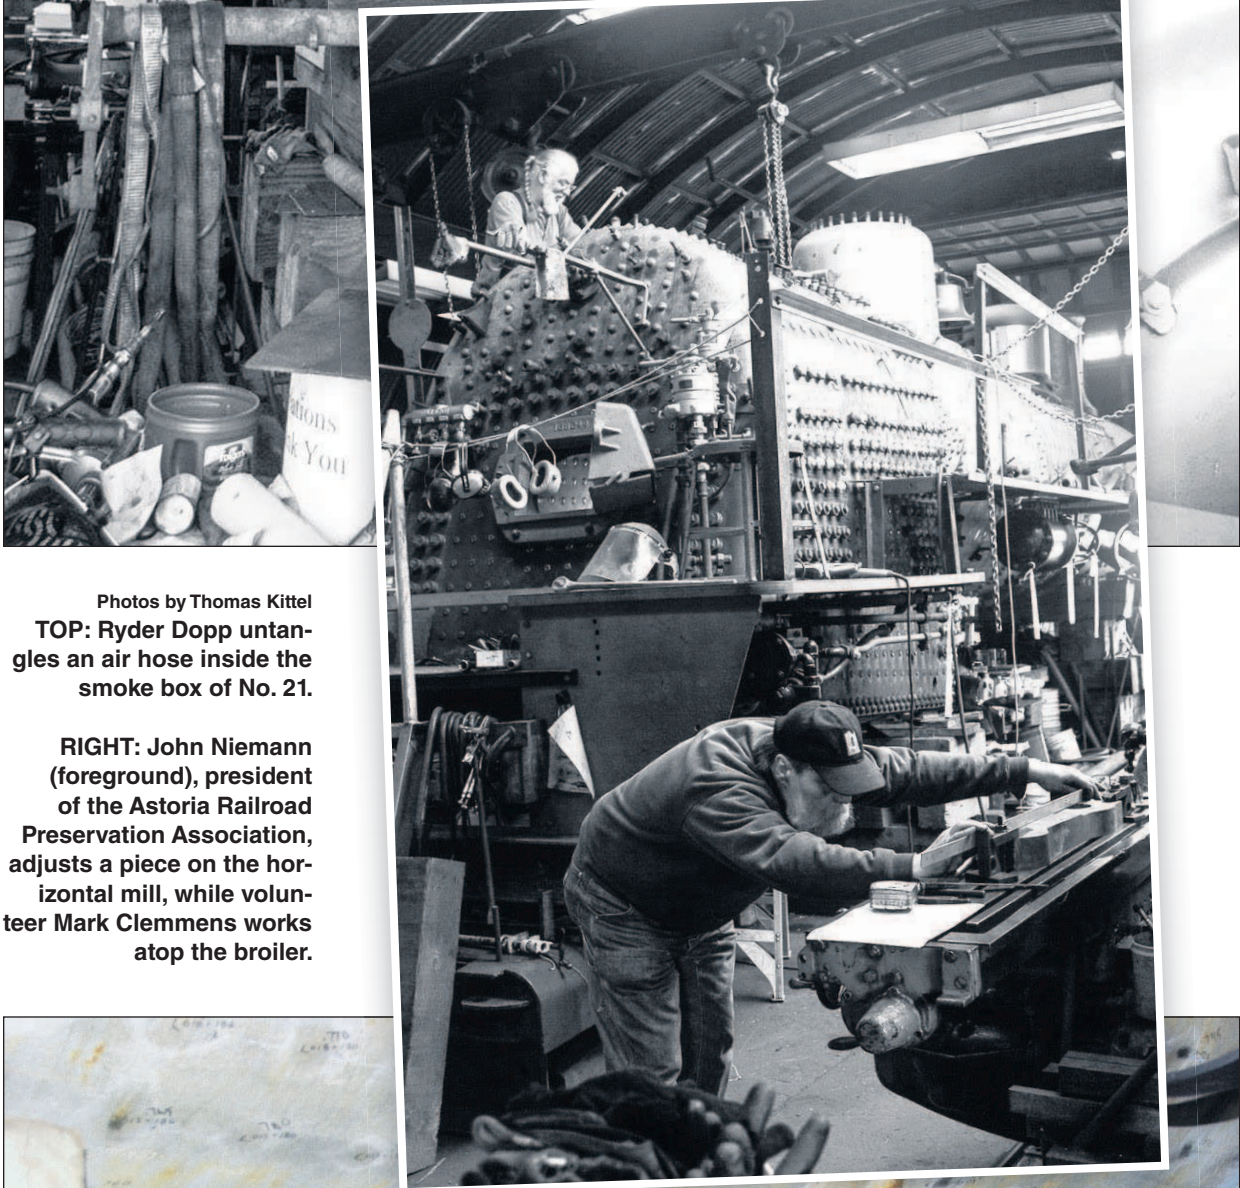 ations
k You
Photos by Thomas Kittel
TOP: Ryder Dopp untan-
gles an air hose inside the
smoke box of No. 21.
RIGHT: John Niemann
(foreground), president
of the Astoria Railroad
Preservation Association,
adjusts a piece on the hor-
izontal mill, while volun-
teer Mark Clemmens works
atop the broiler.